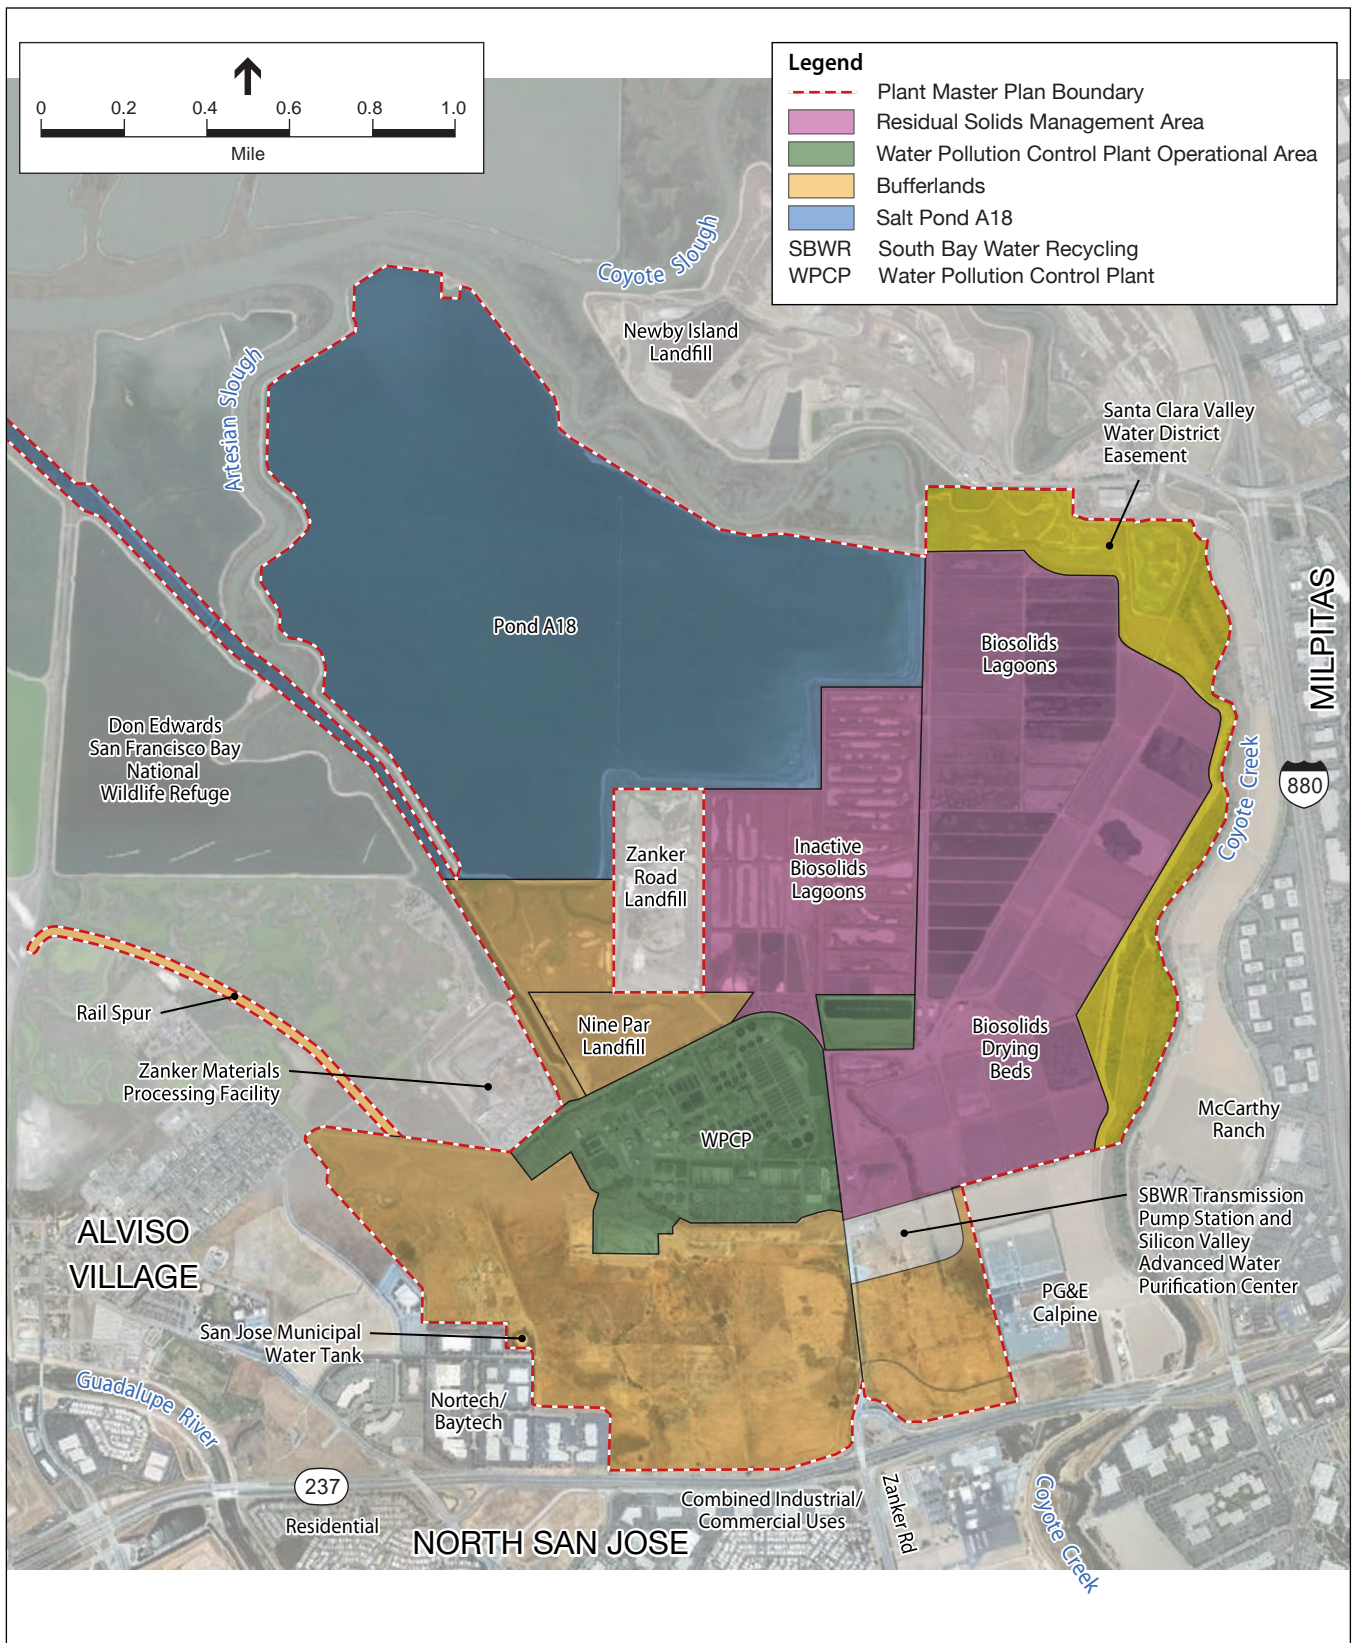 0 0.2 0.4 0.6 0.8 1.0
Mile
Legend
Plant Master Plan Boundary
Residual Solids Management Area
Water Pollution Control Plant Operational Area
Bufferlands
Salt Pond A18
SBWR South Bay Water Recycling
WPCP Water Pollution Control Plant
Coyote Slough
Newby Island
Landfill
Artesian Slough
Santa Clara Valley
Water District
Easement
MILPITAS
Pond A18
Biosolids
Lagoons
Don Edwards
San Francisco Bay
National
Wildlife Refuge
Coyote Creek
880
Zanker
Road
Landfill
Inactive
Biosolids
Lagoons
Rail Spur
Nine Par
Landfill
Biosolids
Drying
Beds
Zanker Materials
Processing Facility
McCarthy
Ranch
WPCP
SBWR Transmission
Pump Station and
Silicon Valley
Advanced Water
Purification Center
ALVISO
VILLAGE
PG&E
Calpine
San Jose Municipal
Water Tank
Guadalupe River
Nortech/
Baytech
237
Residential
Combined Industrial/
Commercial Uses
Zanker Rd
Coyote Creek
NORTH SAN JOSE